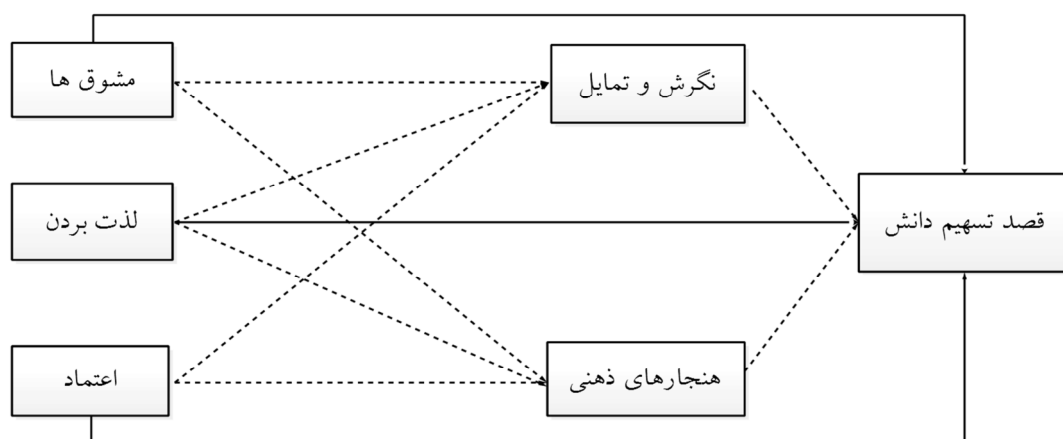 مشوق ها
نگرش و تمایل
لذت بردن
قصد تسهیم دانش
اعتماد
هنجارهای ذهنی